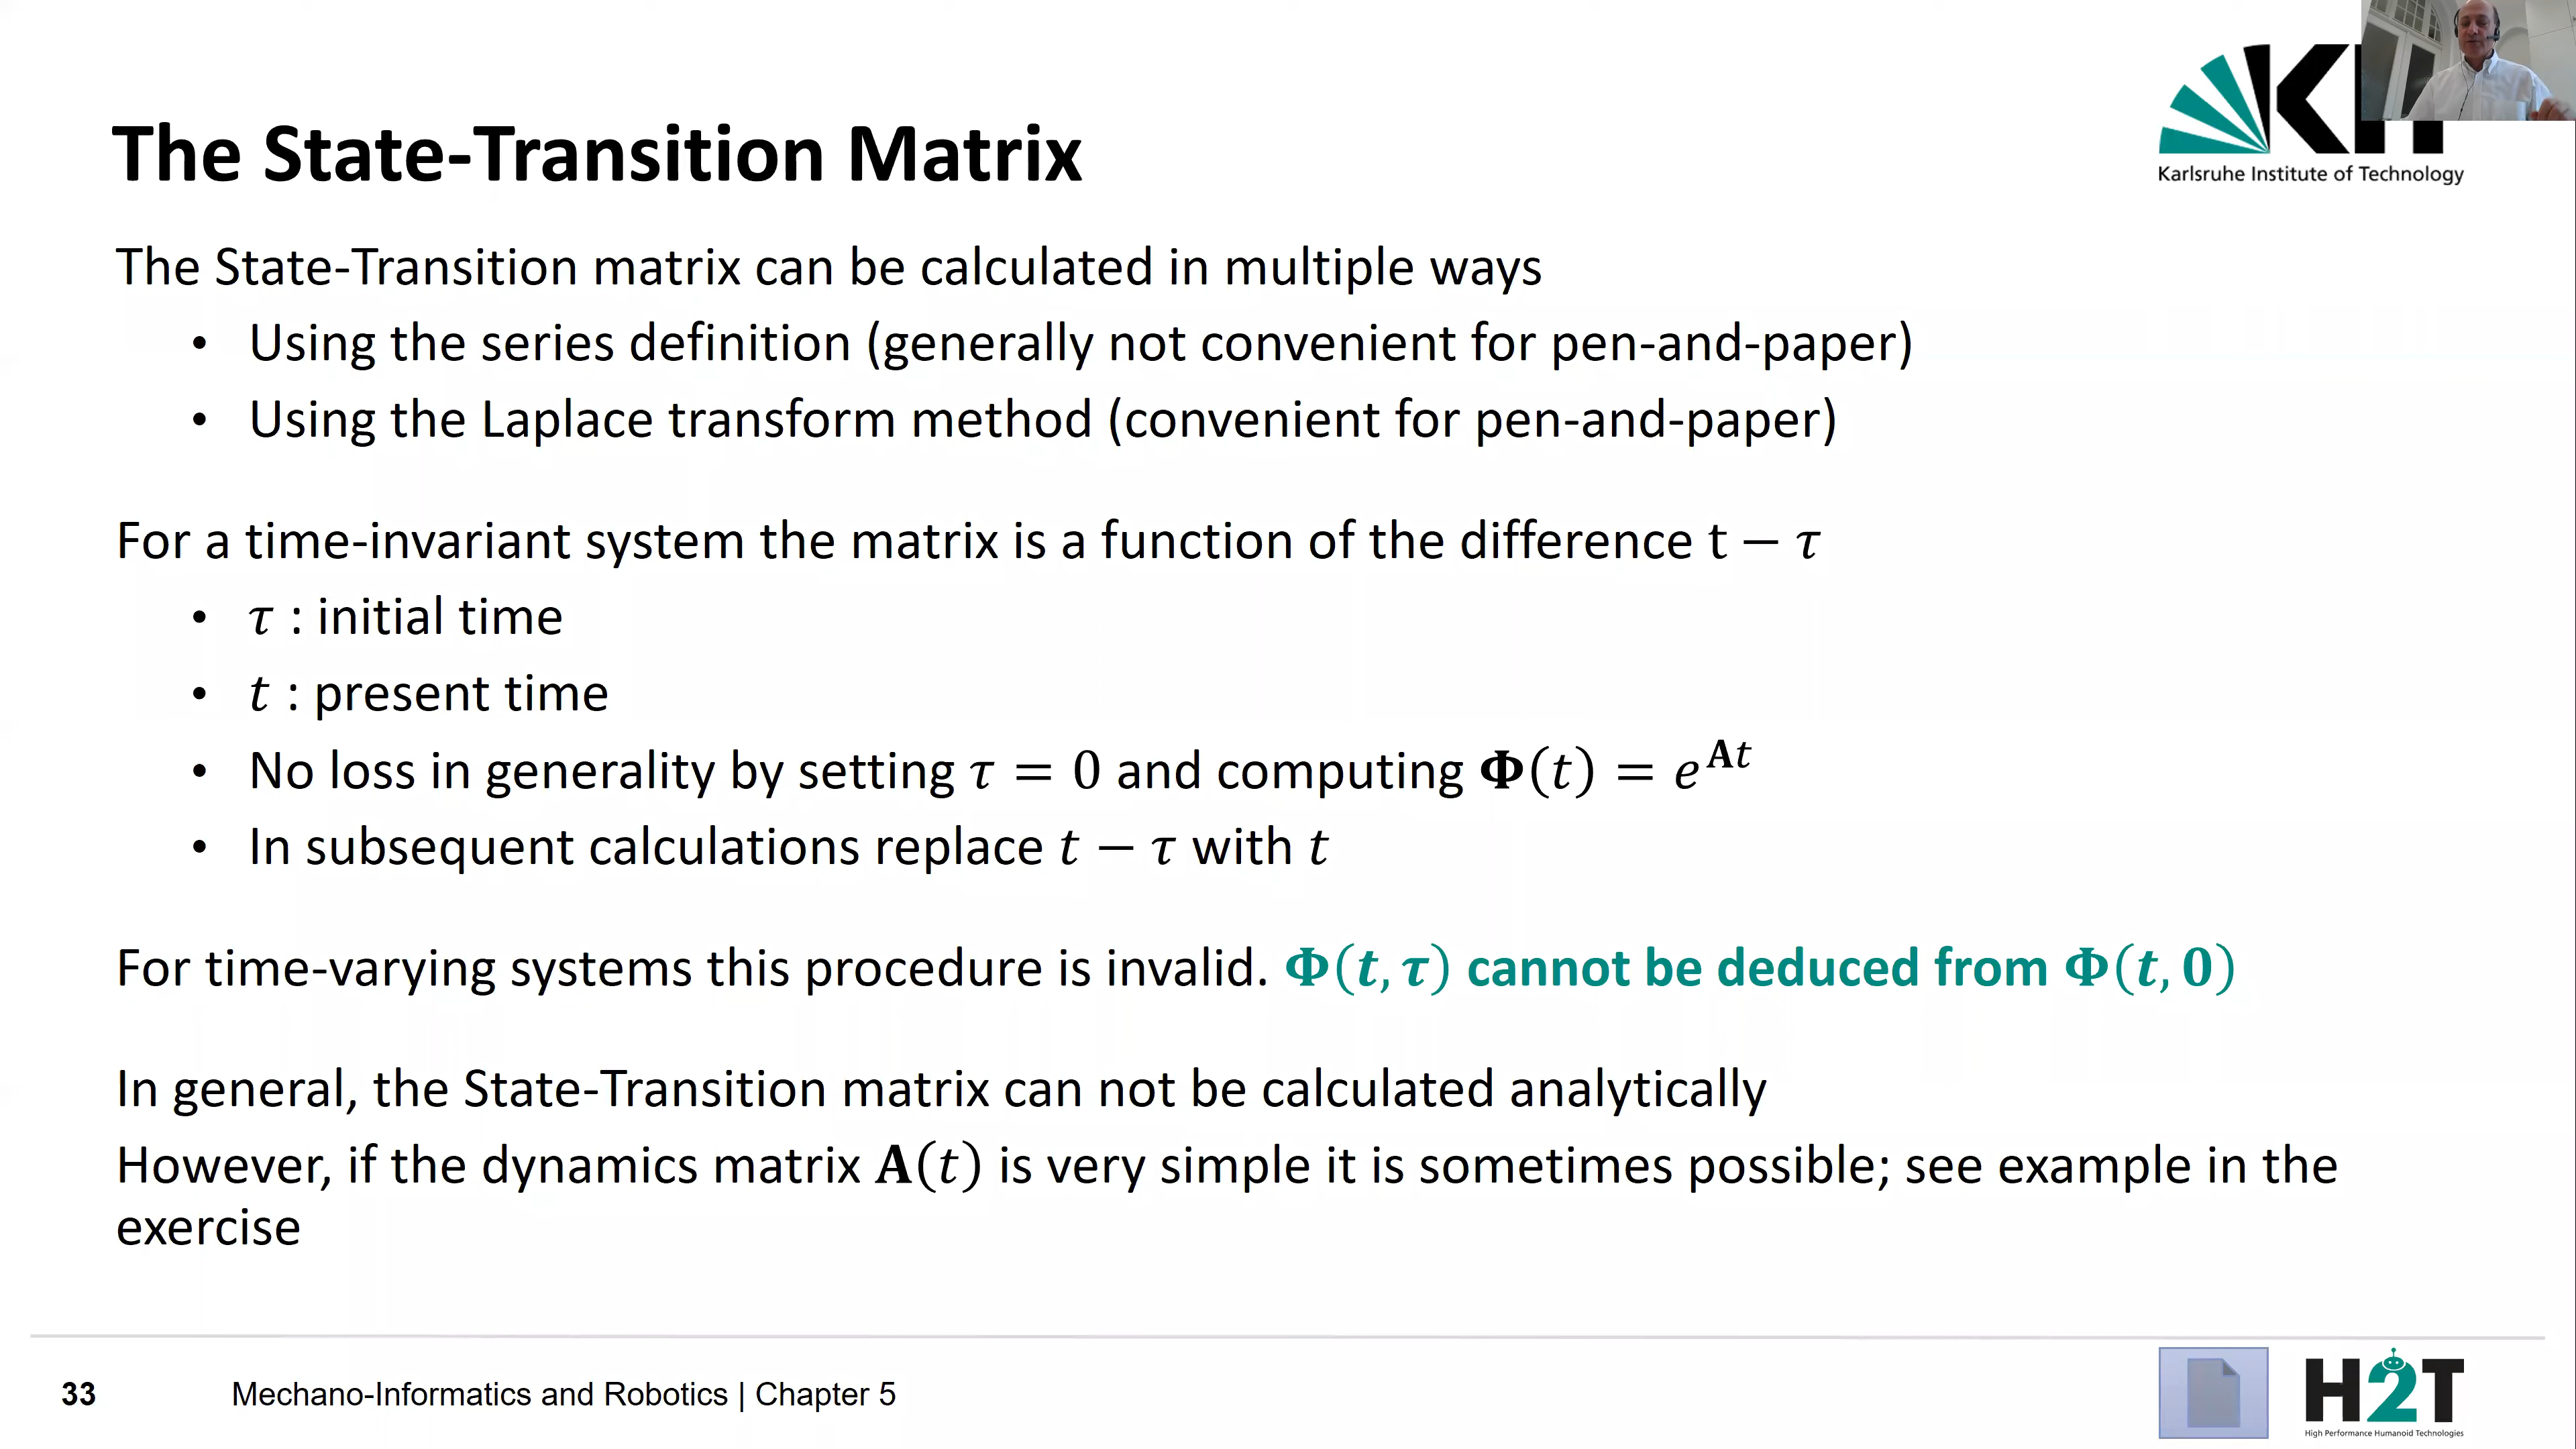 The State-Transition Matrix
Karlsruhe Institute of Technology
The State-Transition matrix can be calculated in multiple ways
• Using the series definition (generally not convenient for pen-and-paper)
• Using the Laplace transform method (convenient for pen-and-paper)
For a time-invariant system the matrix is a function of the difference t − τ
• τ : initial time
• t : present time
• No loss in generality by setting τ = 0 and computing Φ(t) = e^{At}
• In subsequent calculations replace t − τ with t
For time-varying systems this procedure is invalid. Φ(t, τ) cannot be deduced from Φ(t, 0)
In general, the State-Transition matrix can not be calculated analytically
However, if the dynamics matrix A(t) is very simple it is sometimes possible; see example in the
exercise
33 Mechano-Informatics and Robotics | Chapter 5
H2T
High Performance Humanoid Technologies